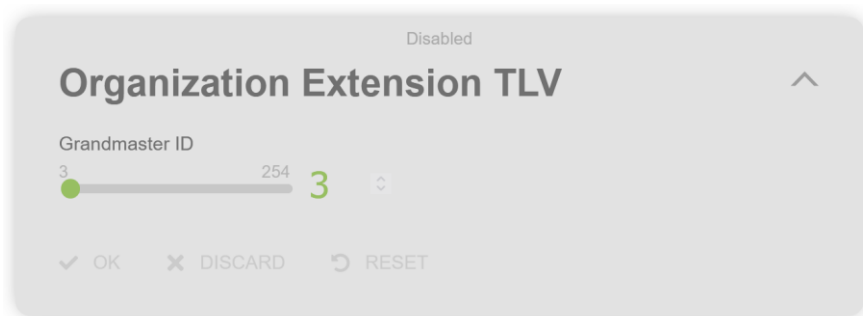 Disabled
Organization Extension TLV
Grandmaster ID
3 254
3
OK DISCARD RESET